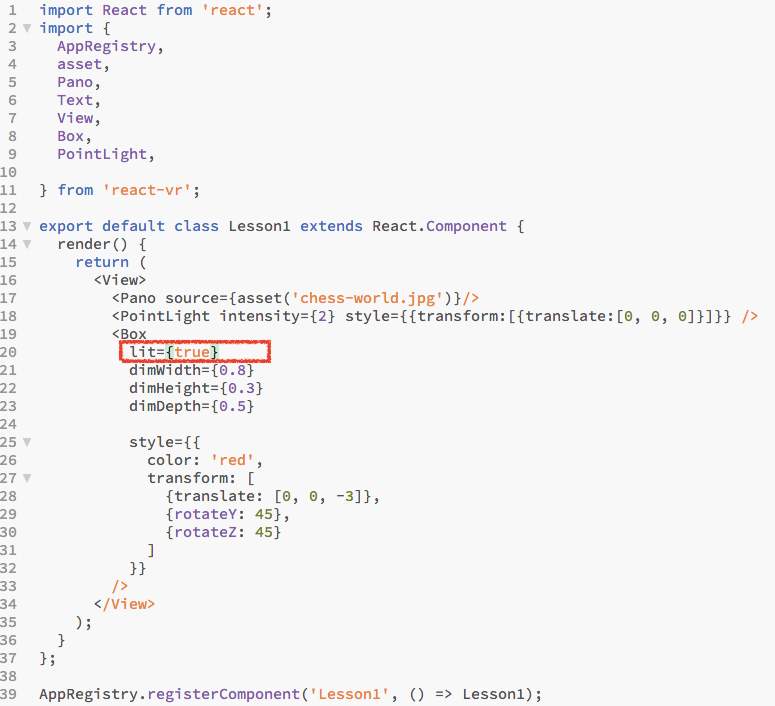 1 import React from 'react';
2 import {
3 AppRegistry,
4 asset,
5 Pano,
6 Text,
7 View,
8 Box,
9 PointLight,
10
11 } from 'react-vr';
12
13 export default class Lesson1 extends React.Component {
14 render() {
15 return (
16 <View>
17 <Pano source={asset('chess-world.jpg')}/>
18 <PointLight intensity={2} style={{transform:[{translate:[0, 0, 0]}]}} />
19 <Box
20 lit={true}
21 dimWidth={0.8}
22 dimHeight={0.3}
23 dimDepth={0.5}
24
25 style={{
26 color: 'red',
27 transform: [
28 {translate: [0, 0, -3]},
29 {rotateY: 45},
30 {rotateZ: 45}
31 ]
32 }}
33 />
34 </View>
35 );
36 }
37 };
38
39 AppRegistry.registerComponent('Lesson1', () => Lesson1);